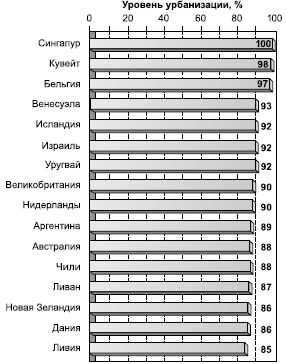 Уровень урбанизации, %
0 20 40 60 80 100
Сингапур 100
Кувейт 98
Бельгия 97
Венесуэла 93
Исландия 92
Израиль 92
Уругвай 92
Великобритания 90
Нидерланды 90
Аргентина 89
Австралия 88
Чили 88
Ливан 87
Новая Зеландия 86
Дания 86
Ливия 85